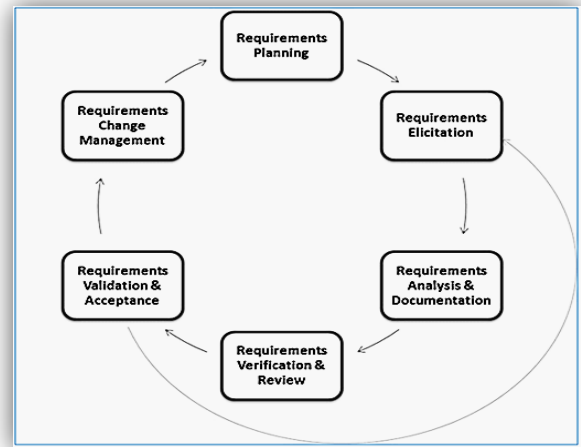 Requirements
Planning
Requirements
Elicitation
Requirements
Analysis &
Documentation
Requirements
Verification &
Review
Requirements
Validation &
Acceptance
Requirements
Change
Management